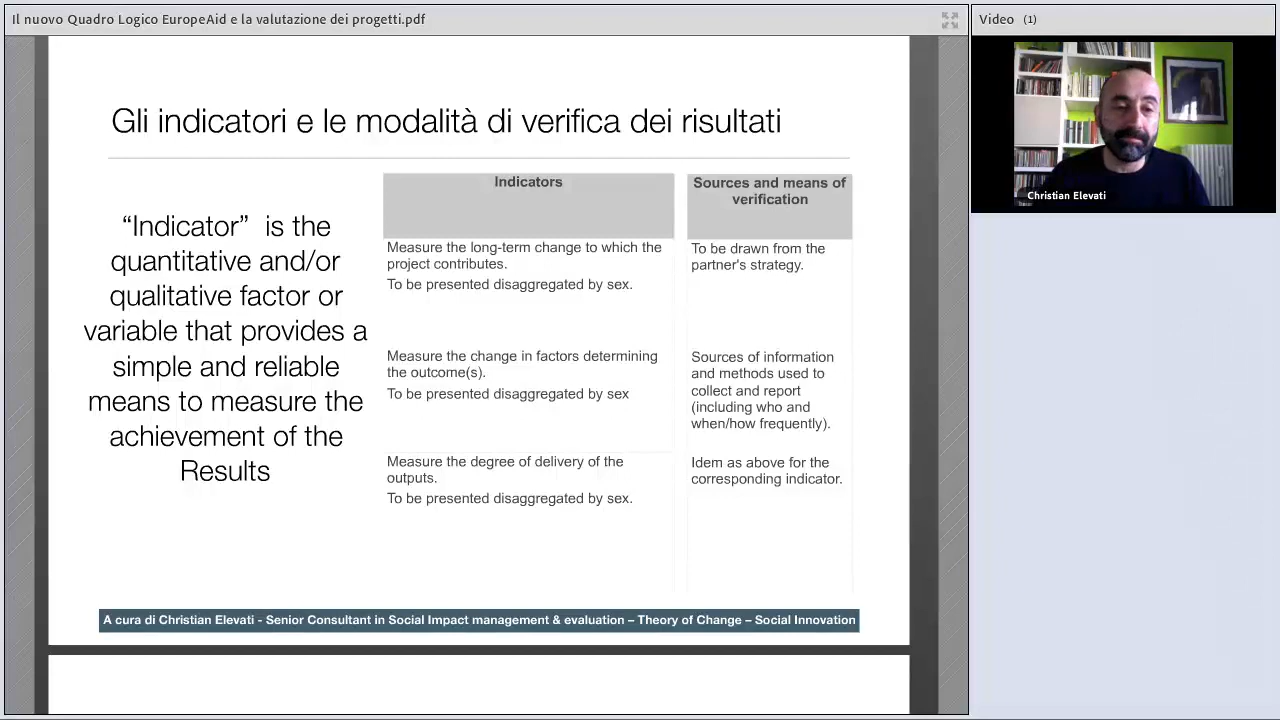 Il nuovo Quadro Logico EuropeAid e la valutazione dei progetti.pdf
Video (1)
Christian Elevati
Gli indicatori e le modalità di verifica dei risultati
“Indicator”  is the
quantitative and/or
qualitative factor or
variable that provides a
simple and reliable
means to measure the
achievement of the
Results
Indicators
Sources and means of
verification
Measure the long-term change to which the
project contributes.
To be presented disaggregated by sex.
To be drawn from the
partner's strategy.
Measure the change in factors determining
the outcome(s).
To be presented disaggregated by sex
Sources of information
and methods used to
collect and report
(including who and
when/how frequently).
Measure the degree of delivery of the
outputs.
To be presented disaggregated by sex.
Idem as above for the
corresponding indicator.
A cura di Christian Elevati - Senior Consultant in Social Impact management & evaluation – Theory of Change – Social Innovation